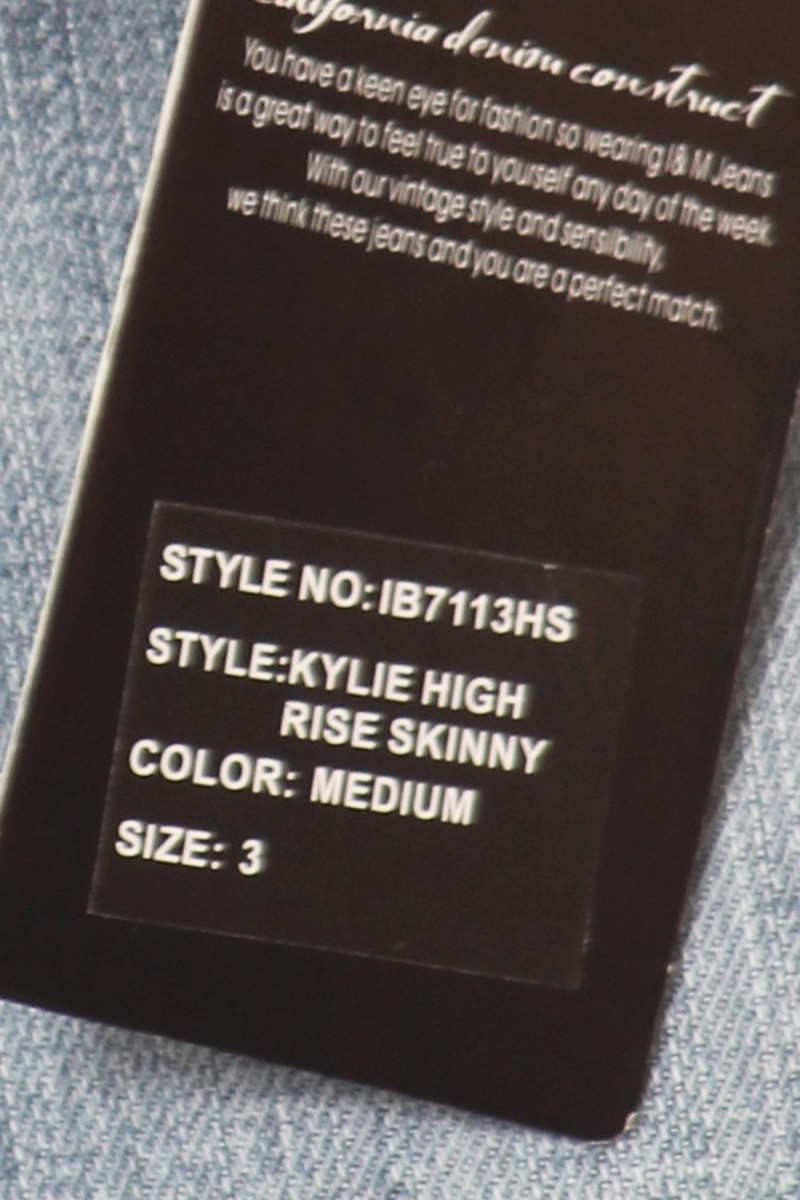 california denim construct
You have a keen eye for fashion so wearing I & M Jeans
is a great way to feel true to yourself any day of the week.
With our vintage style and sensilbility,
we think these jeans and you are a perfect match.
STYLE NO: IB7113HS
STYLE:KYLIE HIGH
RISE SKINNY
COLOR: MEDIUM
SIZE: 3